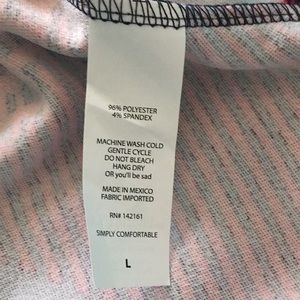 96% POLYESTER
4% SPANDEX
MACHINE WASH COLD
GENTLE CYCLE
DO NOT BLEACH
HANG DRY
OR you'll be sad
MADE IN MEXICO
FABRIC IMPORTED
RN# 142161
SIMPLY COMFORTABLE
L